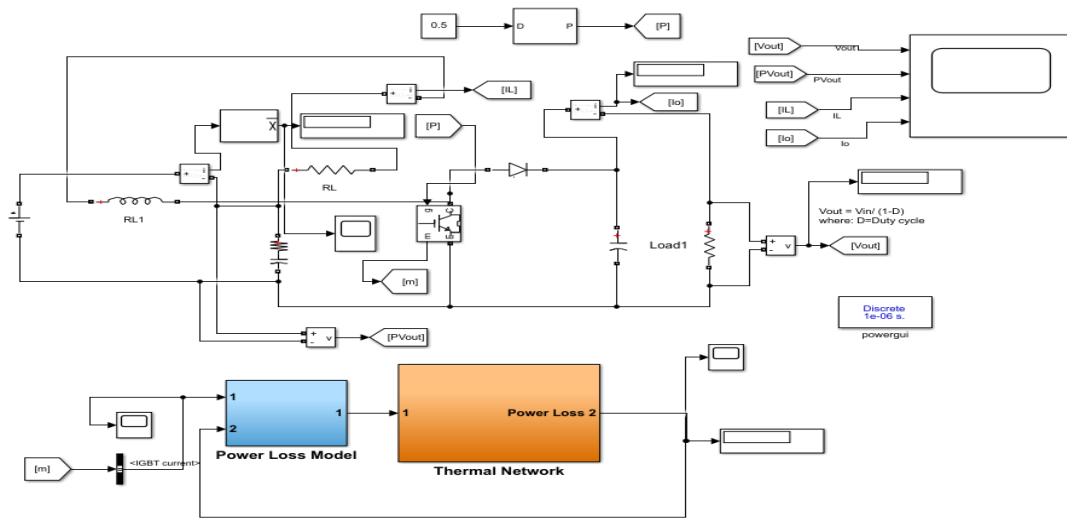 0.5
D
P
[P]
[Vout]
Vout
[PVout]
PVout
[IL]
IL
[Io]
Io
i
+
-
[IL]
i
+
-
[Io]
X
[P]
i
+
-
RL
RL1
g
C
m
E
[m]
Load1
+
-
v
Vout = Vin/ (1-D)
where: D=Duty cycle
[Vout]
Discrete
1e-06 s.
powergui
+
-
v
[PVout]
1
2
1
Power Loss Model
1
Power Loss 2
Thermal Network
[m]
<IGBT current>